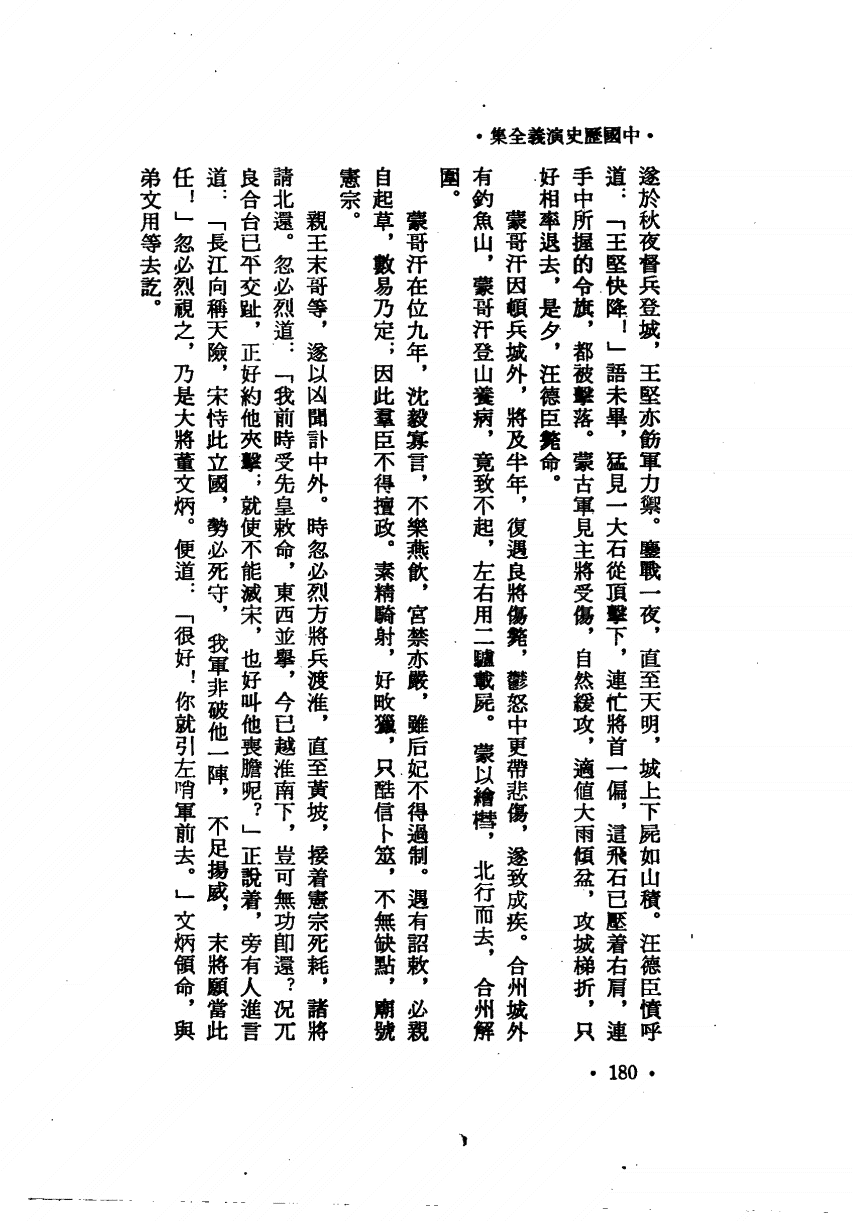 ·中國歷史演義全集·
遂於秋夜督兵登城，王堅亦飭軍力禦。鏖戰一夜，直至天明，城上下屍如山積。汪德臣憤呼
道：「王堅快降！」語未畢，猛見一大石從頂擊下，連忙將首一偏，這飛石已壓着右肩，連
手中所握的令旗，都被擊落。蒙古軍見主將受傷，自然緩攻，適值大雨傾盆，攻城梯折，只
好相率退去，是夕，汪德臣斃命。
蒙哥汗因頓兵城外，將及半年，復遇良將傷斃，鬱怒中更帶悲傷，遂致成疾。合州城外
有釣魚山，蒙哥汗登山養病，竟致不起，左右用二驢載屍。蒙以繪槥，北行而去，合州解
圍。
蒙哥汗在位九年，沈毅寡言，不樂燕飲，宮禁亦嚴，雖后妃不得過制。遇有詔敕，必親
自起草，數易乃定；因此羣臣不得擅政。素精騎射，好畋獵，只酷信卜筮，不無缺點，廟號
憲宗。
親王末哥等，遂以凶聞訃中外。時忽必烈方將兵渡淮，直至黃坡，接着憲宗死耗，諸將
請北還。忽必烈道：「我前時受先皇敕命，東西並擧，今已越淮南下，豈可無功卽還？況兀
良合台已平交趾，正好約他夾擊；就使不能滅宋，也好叫他喪膽呢？」正說着，旁有人進言
道：「長江向稱天險，宋恃此立國，勢必死守，我軍非破他一陣，不足揚威，末將願當此
任！」忽必烈視之，乃是大將董文炳。便道：「很好！你就引左哨軍前去。」文炳領命，與
弟文用等去訖。
·180·